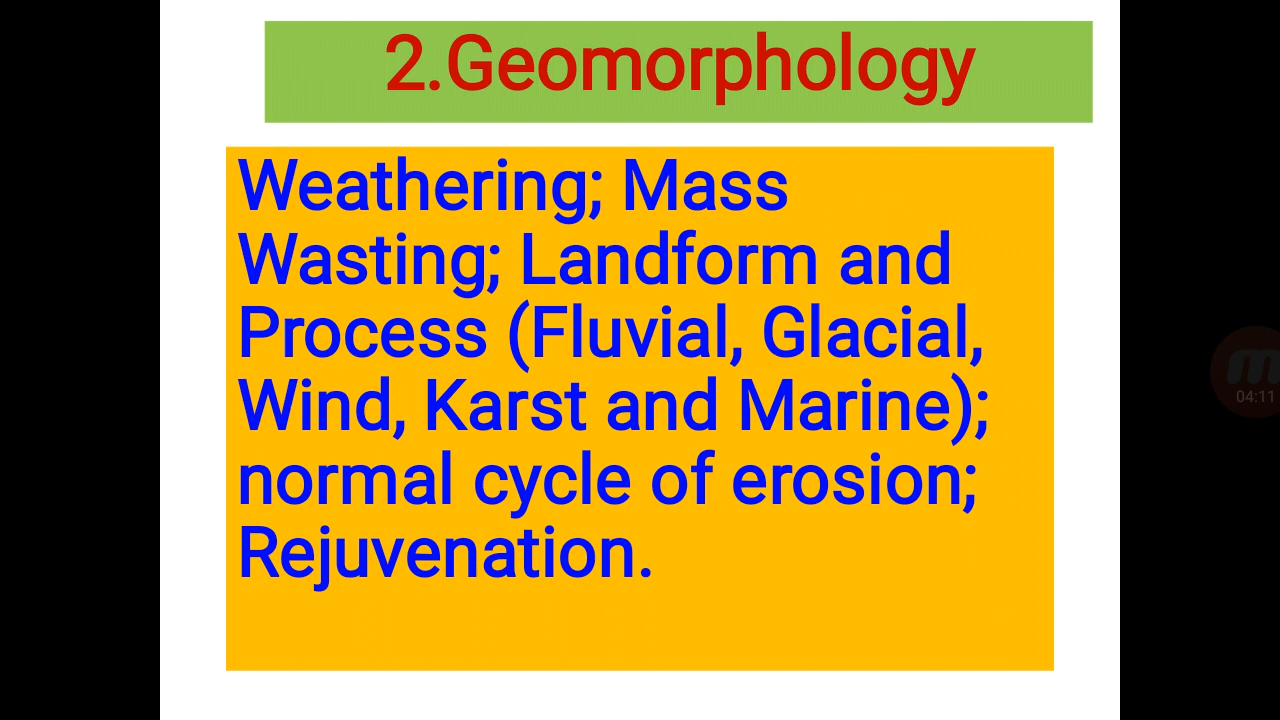 2.Geomorphology
Weathering; Mass
Wasting; Landform and
Process (Fluvial, Glacial,
Wind, Karst and Marine);
normal cycle of erosion;
Rejuvenation.
04:11